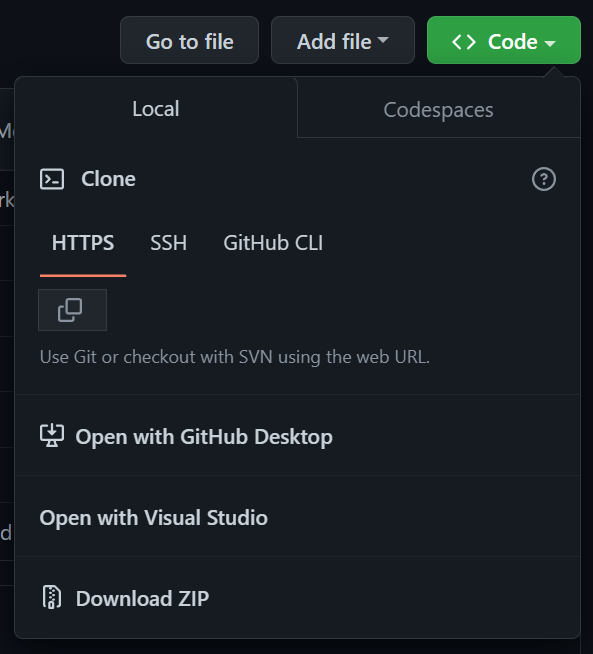 Go to file Add file <> Code
Local Codespaces
Clone
HTTPS SSH GitHub CLI
Use Git or checkout with SVN using the web URL.
Open with GitHub Desktop
Open with Visual Studio
Download ZIP